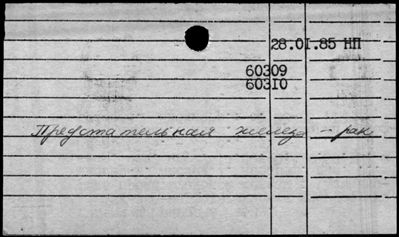 28.01.85 НП
60309
60310
Предстательная железа - рак